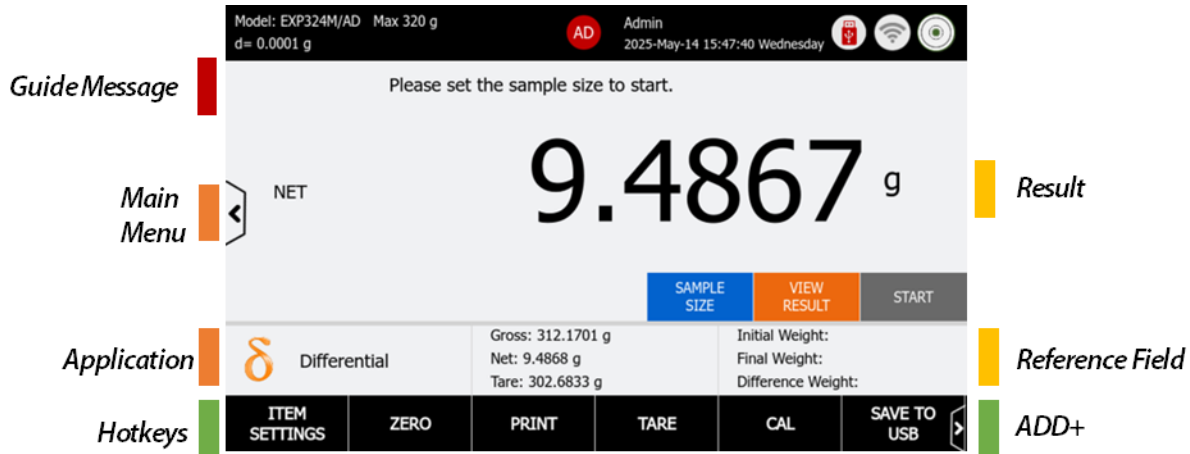 Model: EXP324M/AD Max 320 g
d= 0.0001 g
AD
Admin
2025-May-14 15:47:40 Wednesday
Guide Message
Please set the sample size to start.
Main
Menu
NET
9.4867 g
Result
SAMPLE
SIZE
VIEW
RESULT
START
Application
δ
Differential
Gross: 312.1701 g
Net: 9.4868 g
Tare: 302.6833 g
Initial Weight:
Final Weight:
Difference Weight:
Reference Field
Hotkeys
ITEM
SETTINGS
ZERO
PRINT
TARE
CAL
SAVE TO
USB
ADD+